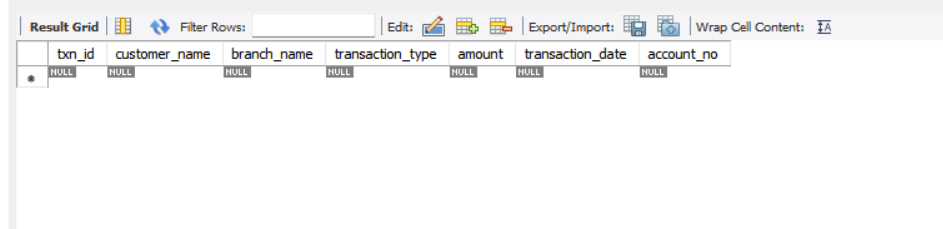 Result Grid Filter Rows: Edit: Export/Import: Wrap Cell Content: IA
txn_id customer_name branch_name transaction_type amount transaction_date account_no
* NULL NULL NULL NULL NULL NULL NULL